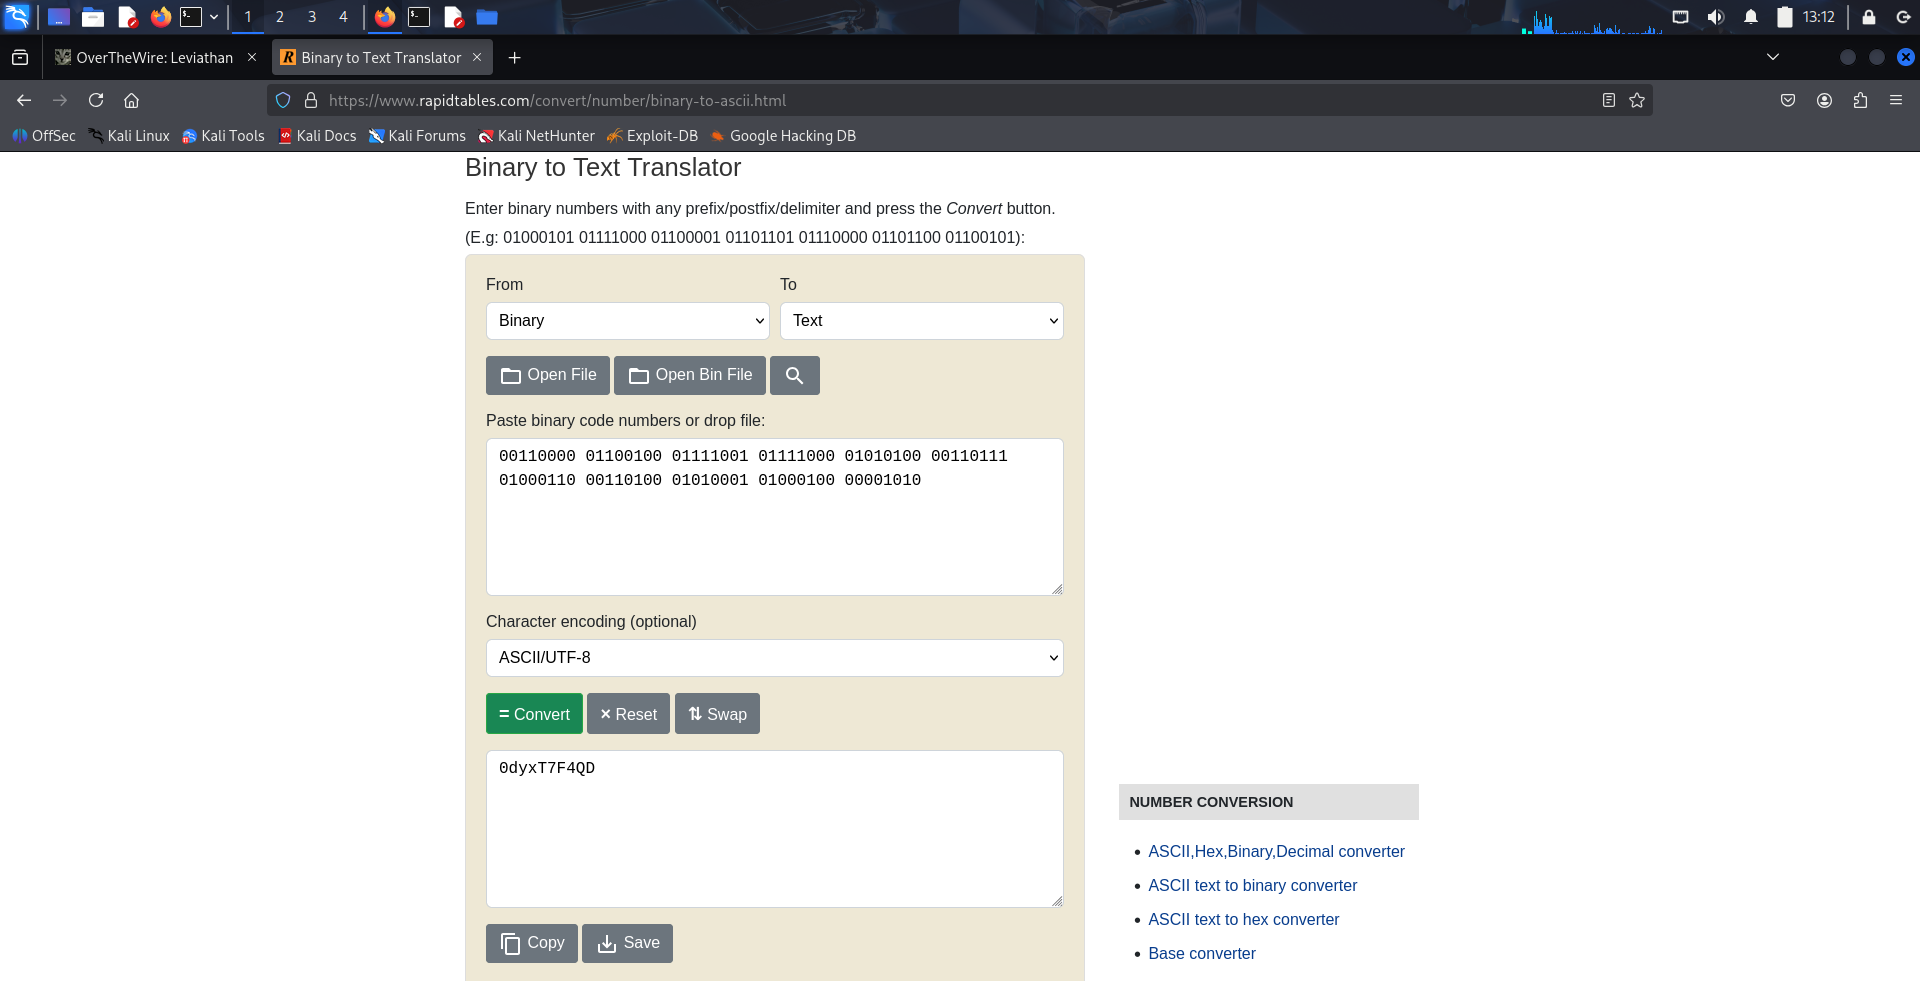 1 2 3 4 13:12
OverTheWire: Leviathan Binary to Text Translator
https://www.rapidtables.com/convert/number/binary-to-ascii.html
OffSec Kali Linux Kali Tools Kali Docs Kali Forums Kali NetHunter Exploit-DB Google Hacking DB
Binary to Text Translator
Enter binary numbers with any prefix/postfix/delimiter and press the Convert button.
(E.g: 01000101 01111000 01100001 01101101 01110000 01101100 01100101):
From To
Binary Text
Open File Open Bin File
Paste binary code numbers or drop file:
00110000 01100100 01111001 01111000 01010100 00110111
01000110 00110100 01010001 01000100 00001010
Character encoding (optional)
ASCII/UTF-8
= Convert × Reset ⇅ Swap
0dyxT7F4QD
NUMBER CONVERSION
• ASCII,Hex,Binary,Decimal converter
• ASCII text to binary converter
• ASCII text to hex converter
Copy Save
• Base converter